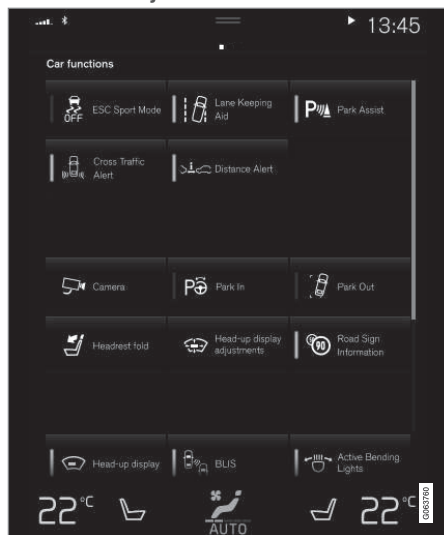 13:45
Car functions
OFF
ESC Sport Mode
Lane Keeping
Aid
P
Park Assist
Cross Traffic
Alert
Distance Alert
Camera
P
Park In
Park Out
Headrest fold
Head-up display
adjustments
90
Road Sign
Information
Head-up display
BLIS
Active Bending
Lights
22°C
AUTO
22°C
G063760